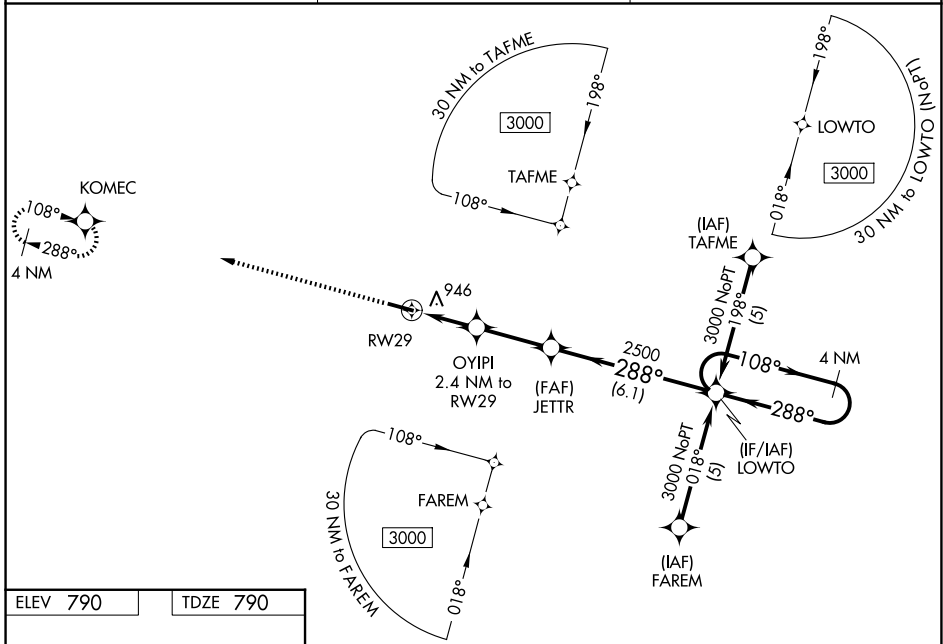 30 NM to TAFME
3000
198°
TAFME
108°
198°
LOWTO
3000
018°
30 NM to LOWTO (NoPT)
KOMEC
108°
288°
4 NM
(IAF)
TAFME
3000 NoPT
198°
(5)
946
RW29
OYIPI
2.4 NM to
RW29
(FAF)
JETTR
2500
288°
(6.1)
108°
4 NM
288°
(IF/IAF)
LOWTO
3000 NoPT
018°
(5)
(IAF)
FAREM
108°
FAREM
3000
30 NM to FAREM
018°
ELEV 790
TDZE 790